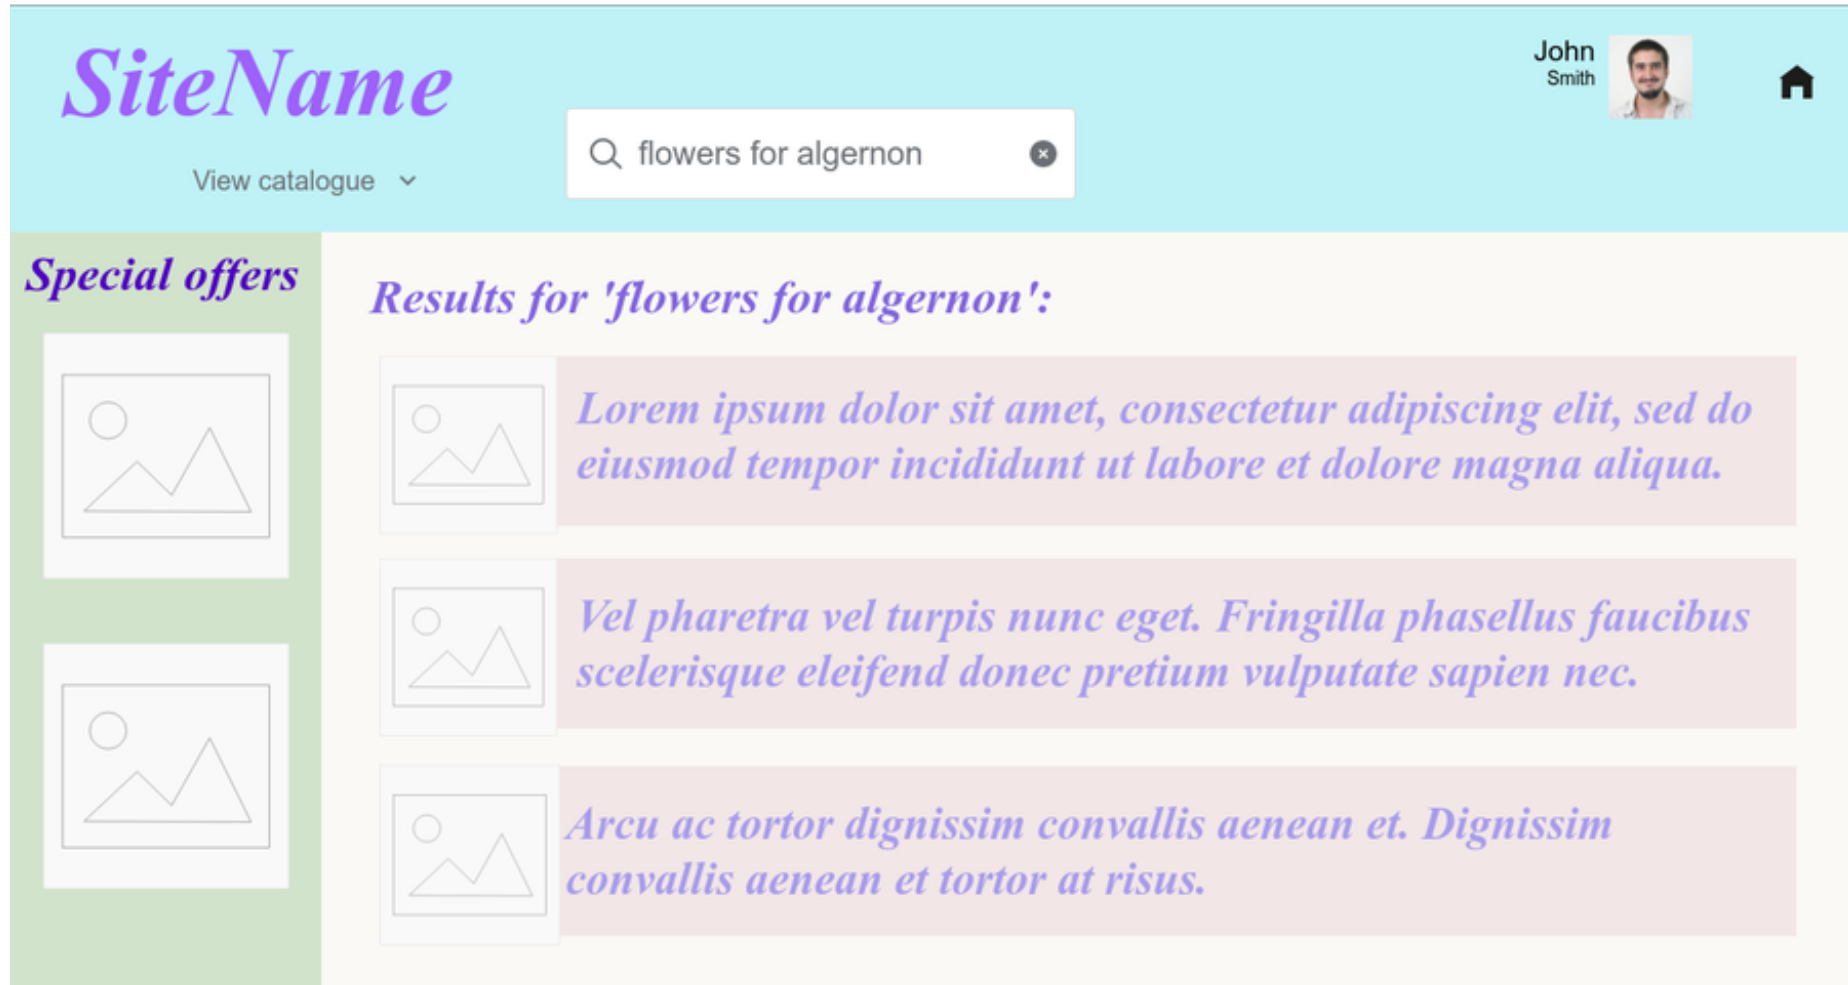 SiteName
John
Smith
flowers for algernon
View catalogue
Special offers
Results for 'flowers for algernon':
Lorem ipsum dolor sit amet, consectetur adipiscing elit, sed do
eiusmod tempor incididunt ut labore et dolore magna aliqua.
Vel pharetra vel turpis nunc eget. Fringilla phasellus faucibus
scelerisque eleifend donec pretium vulputate sapien nec.
Arcu ac tortor dignissim convallis aenean et. Dignissim
convallis aenean et tortor at risus.